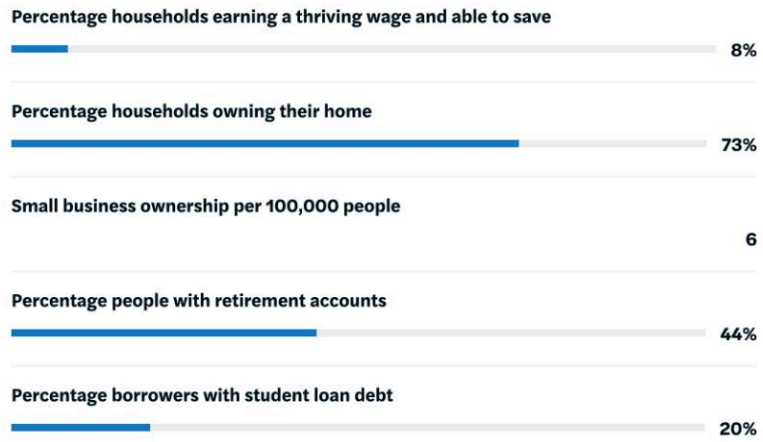 Percentage households earning a thriving wage and able to save
8%
Percentage households owning their home
73%
Small business ownership per 100,000 people
6
Percentage people with retirement accounts
44%
Percentage borrowers with student loan debt
20%